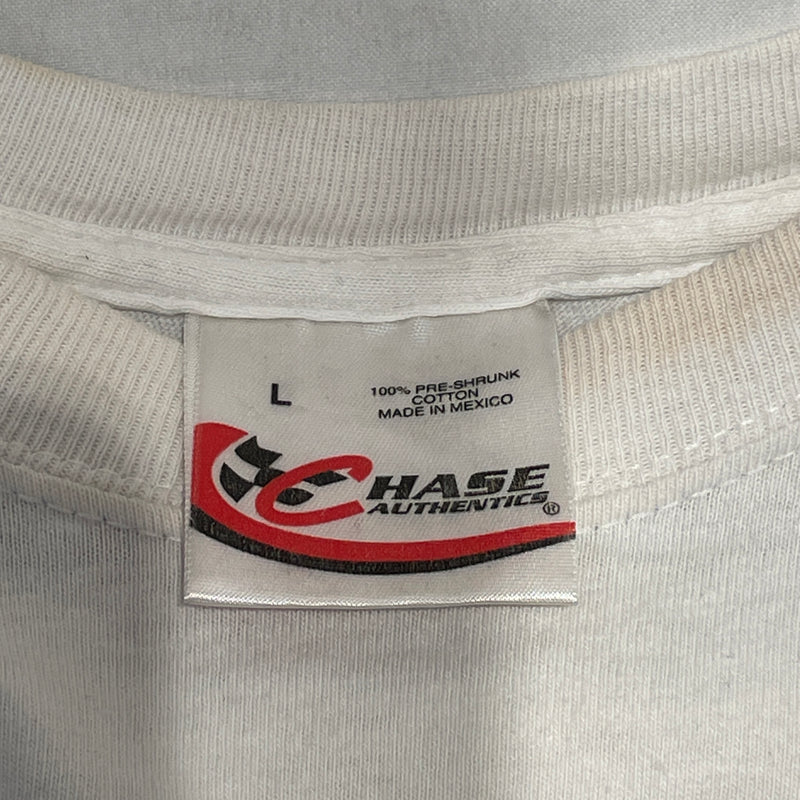 L
100% PRE-SHRUNK
COTTON
MADE IN MEXICO
CHASE
AUTHENTICS®